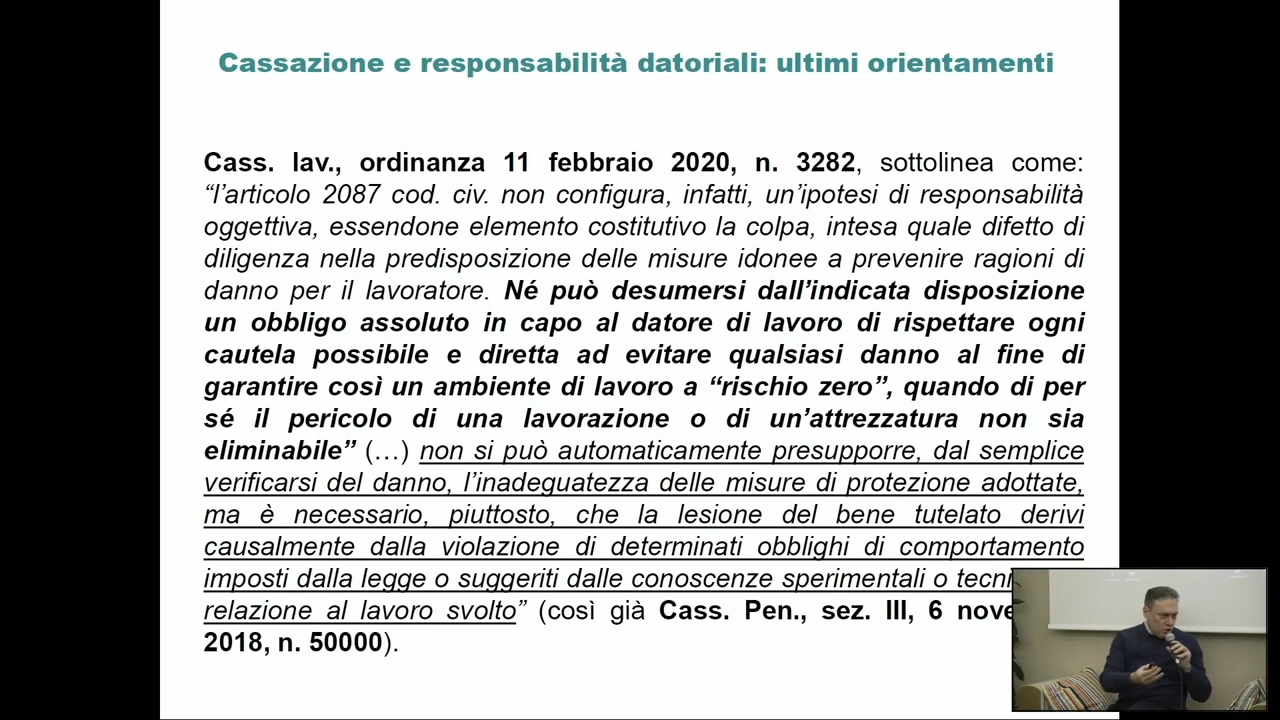 Cassazione e responsabilità datoriali: ultimi orientamenti
Cass. lav., ordinanza 11 febbraio 2020, n. 3282, sottolinea come:
“l’articolo 2087 cod. civ. non configura, infatti, un’ipotesi di responsabilità
oggettiva, essendone elemento costitutivo la colpa, intesa quale difetto di
diligenza nella predisposizione delle misure idonee a prevenire ragioni di
danno per il lavoratore. Né può desumersi dall’indicata disposizione
un obbligo assoluto in capo al datore di lavoro di rispettare ogni
cautela possibile e diretta ad evitare qualsiasi danno al fine di
garantire così un ambiente di lavoro a “rischio zero”, quando di per
sé il pericolo di una lavorazione o di un’attrezzatura non sia
eliminabile” (…) non si può automaticamente presupporre, dal semplice
verificarsi del danno, l’inadeguatezza delle misure di protezione adottate,
ma è necessario, piuttosto, che la lesione del bene tutelato derivi
causalmente dalla violazione di determinati obblighi di comportamento
imposti dalla legge o suggeriti dalle conoscenze sperimentali o
relazione al lavoro svolto” (così già Cass. Pen., sez. III, 6
2018, n. 50000).